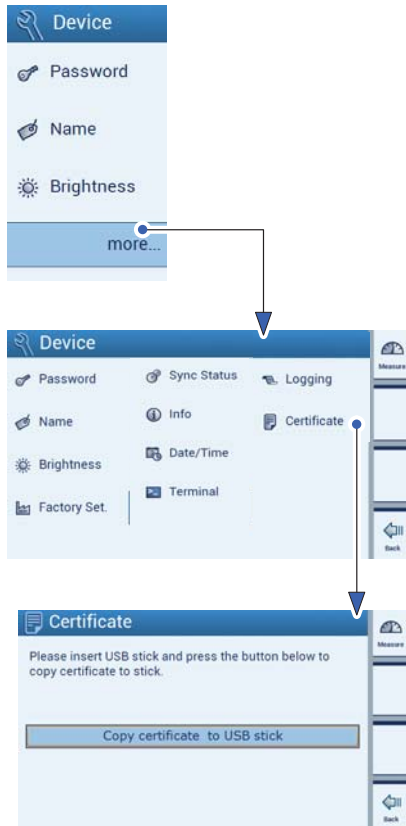 Device
Password
Name
Brightness
more...
Device
Measure
Password
Sync Status
Logging
Name
Info
Certificate
Brightness
Date/Time
Factory Set.
Terminal
Back
Certificate
Measure
Please insert USB stick and press the button below to
copy certificate to stick.
Copy certificate to USB stick
Back